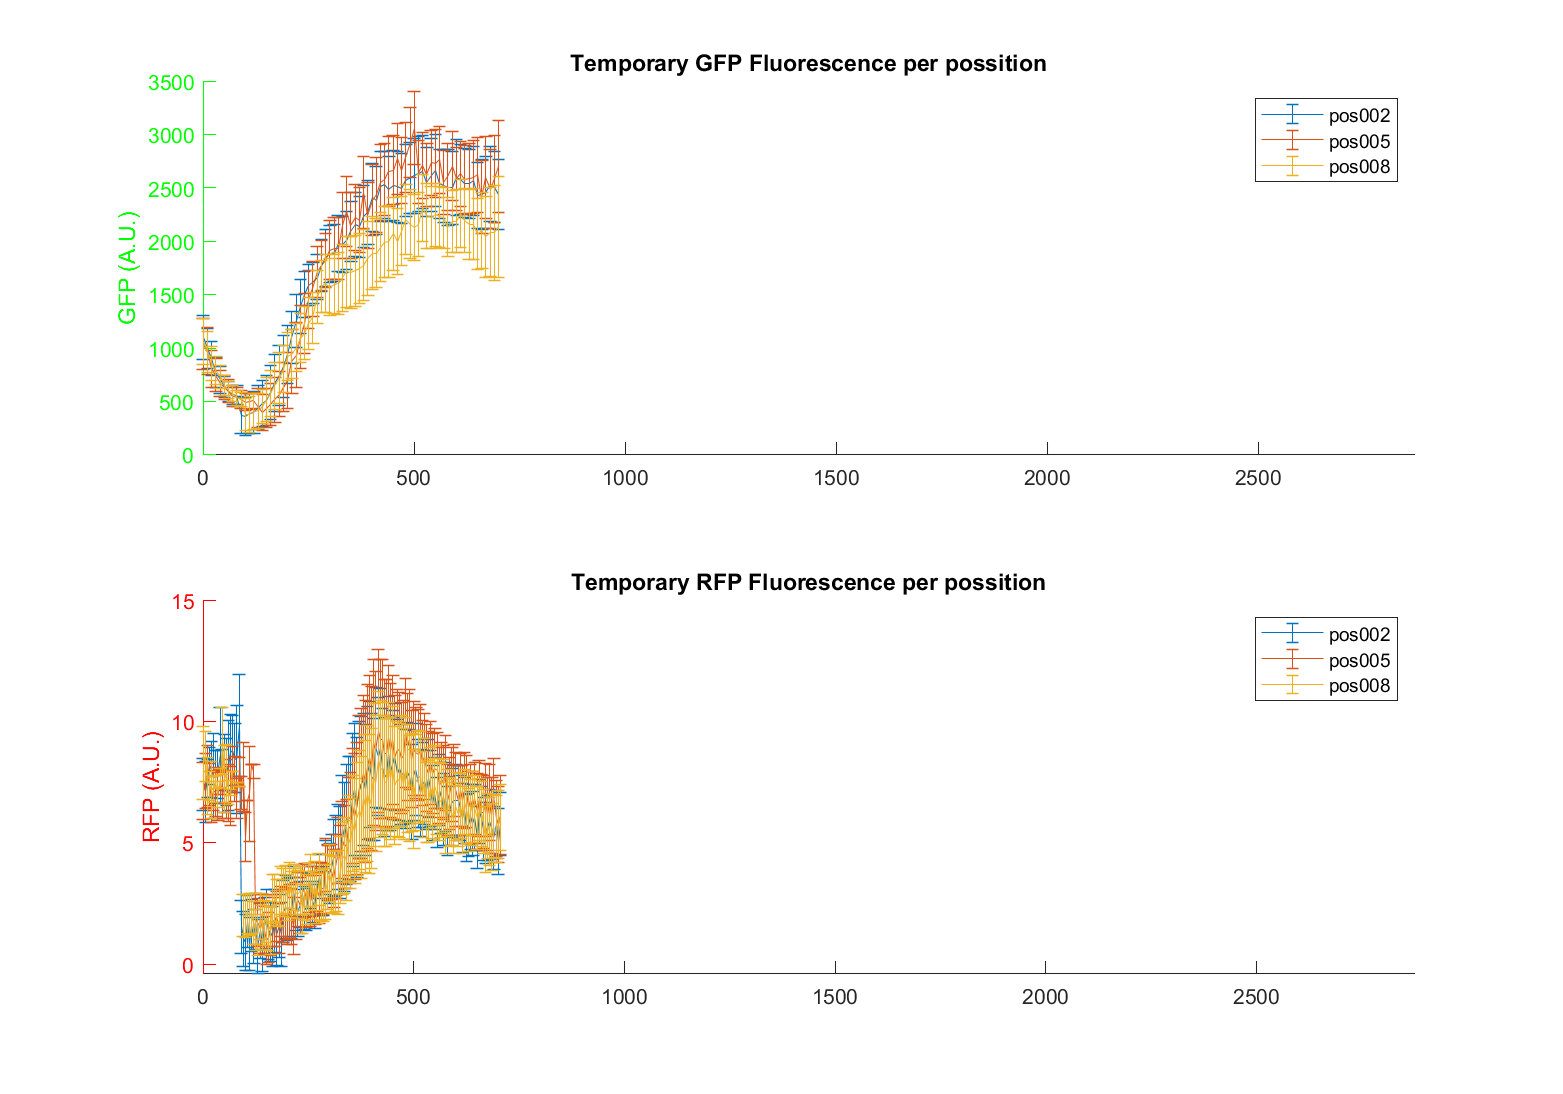 Temporary GFP Fluorescence per possition
3500
3000
2500
2000
1500
1000
500
0
GFP (A.U.)
pos002
pos005
pos008
0 500 1000 1500 2000 2500
Temporary RFP Fluorescence per possition
15
10
5
0
RFP (A.U.)
pos002
pos005
pos008
0 500 1000 1500 2000 2500